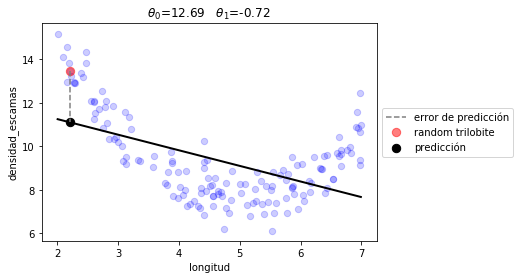 θ₀=12.69 θ₁=-0.72
14
12
10
8
6
densidad_escamas
2 3 4 5 6 7
longitud
error de predicción
random trilobite
predicción